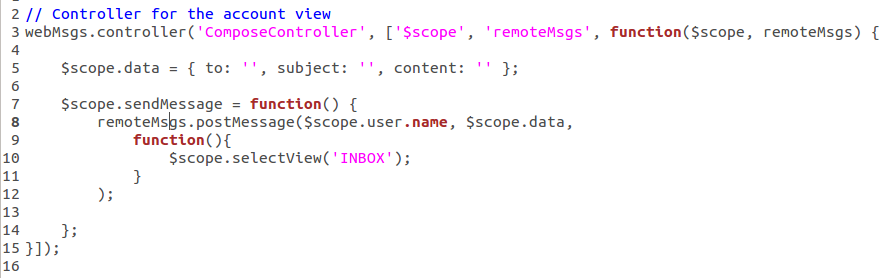 2 // Controller for the account view
3 webMsgs.controller('ComposeController', ['$scope', 'remoteMsgs', function($scope, remoteMsgs) {
4
5     $scope.data = { to: '', subject: '', content: '' };
6
7     $scope.sendMessage = function() {
8         remoteMsgs.postMessage($scope.user.name, $scope.data,
9             function(){
10                 $scope.selectView('INBOX');
11             }
12         );
13
14     };
15 }]);
16